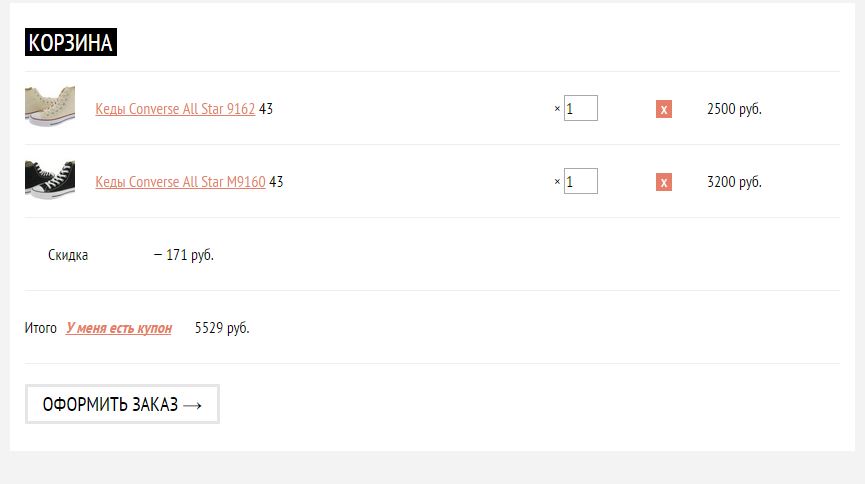 КОРЗИНА
Кеды Converse All Star 9162 43 × 1 x 2500 руб.
Кеды Converse All Star M9160 43 × 1 x 3200 руб.
Скидка — 171 руб.
Итого У меня есть купон 5529 руб.
ОФОРМИТЬ ЗАКАЗ →